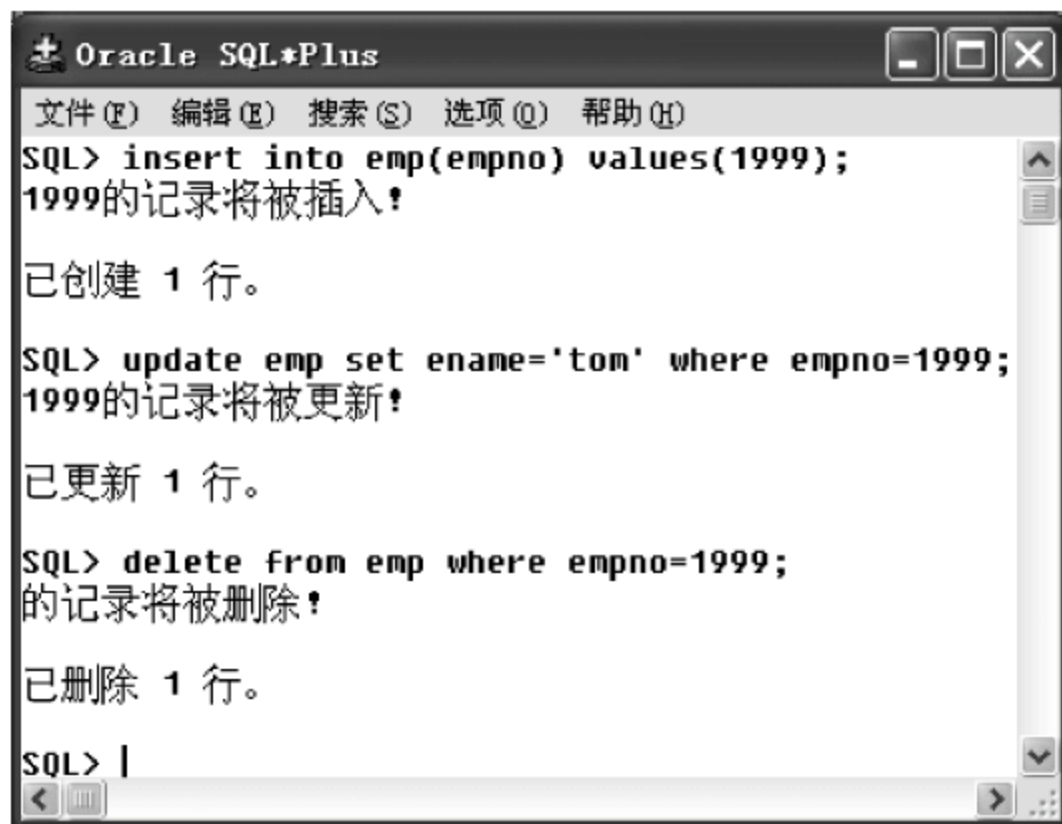 Oracle SQL*Plus
文件(F) 编辑(E) 搜索(S) 选项(O) 帮助(H)
SQL> insert into emp(empno) values(1999);
1999的记录将被插入!
已创建 1 行。
SQL> update emp set ename='tom' where empno=1999;
1999的记录将被更新!
已更新 1 行。
SQL> delete from emp where empno=1999;
的记录将被删除!
已删除 1 行。
SQL>